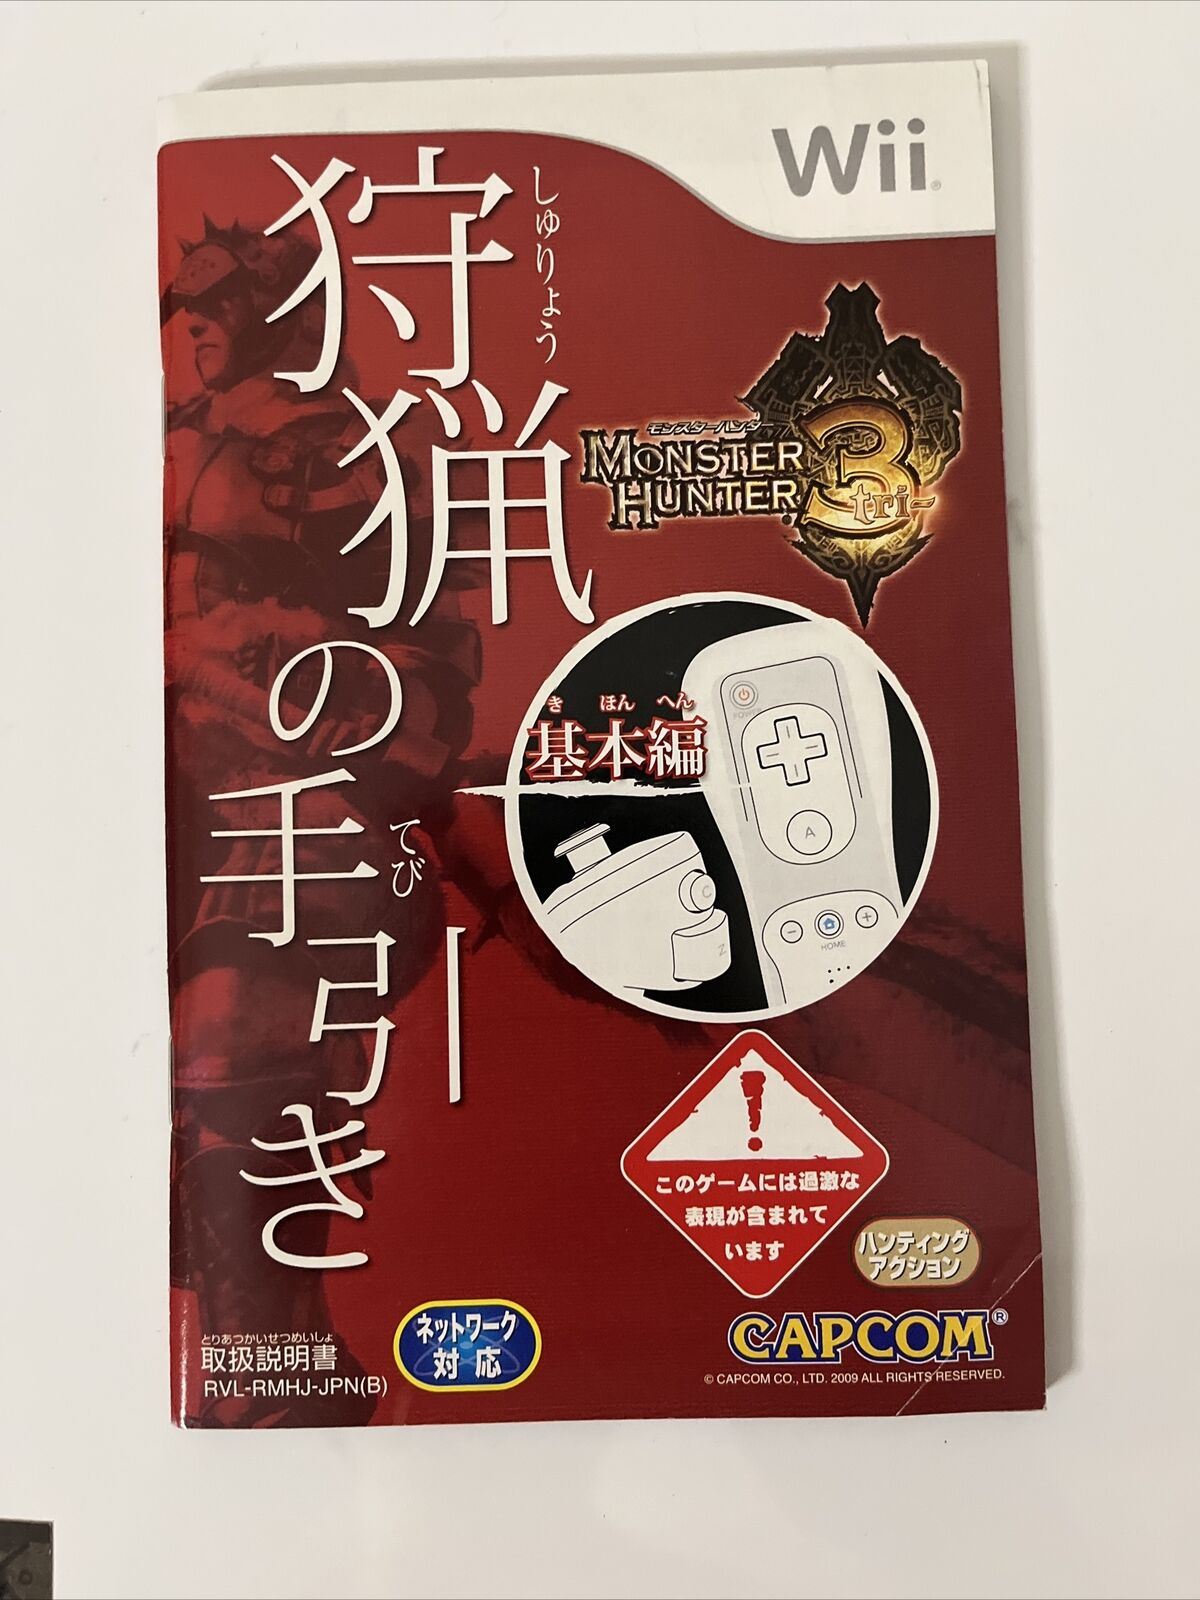 Wii
しゅりょう
狩猟の手引き
てび
モンスターハンター
MONSTER
HUNTER
3
tri-
き ほん へん
基本編
POWER
A
C
Z
HOME
このゲームには過激な
表現が含まれて
います
ハンティング
アクション
とりあつかいせつめいしょ
取扱説明書
RVL-RMHJ-JPN(B)
ネットワーク
対応
CAPCOM®
© CAPCOM CO., LTD. 2009 ALL RIGHTS RESERVED.